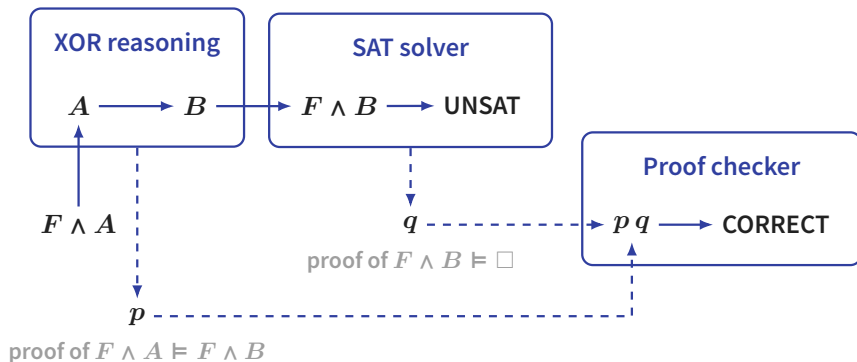 XOR reasoning
A
B
F ∧ A
SAT solver
F ∧ B
UNSAT
Proof checker
p q
CORRECT
q
proof of F ∧ B ⊨ □
p
proof of F ∧ A ⊨ F ∧ B